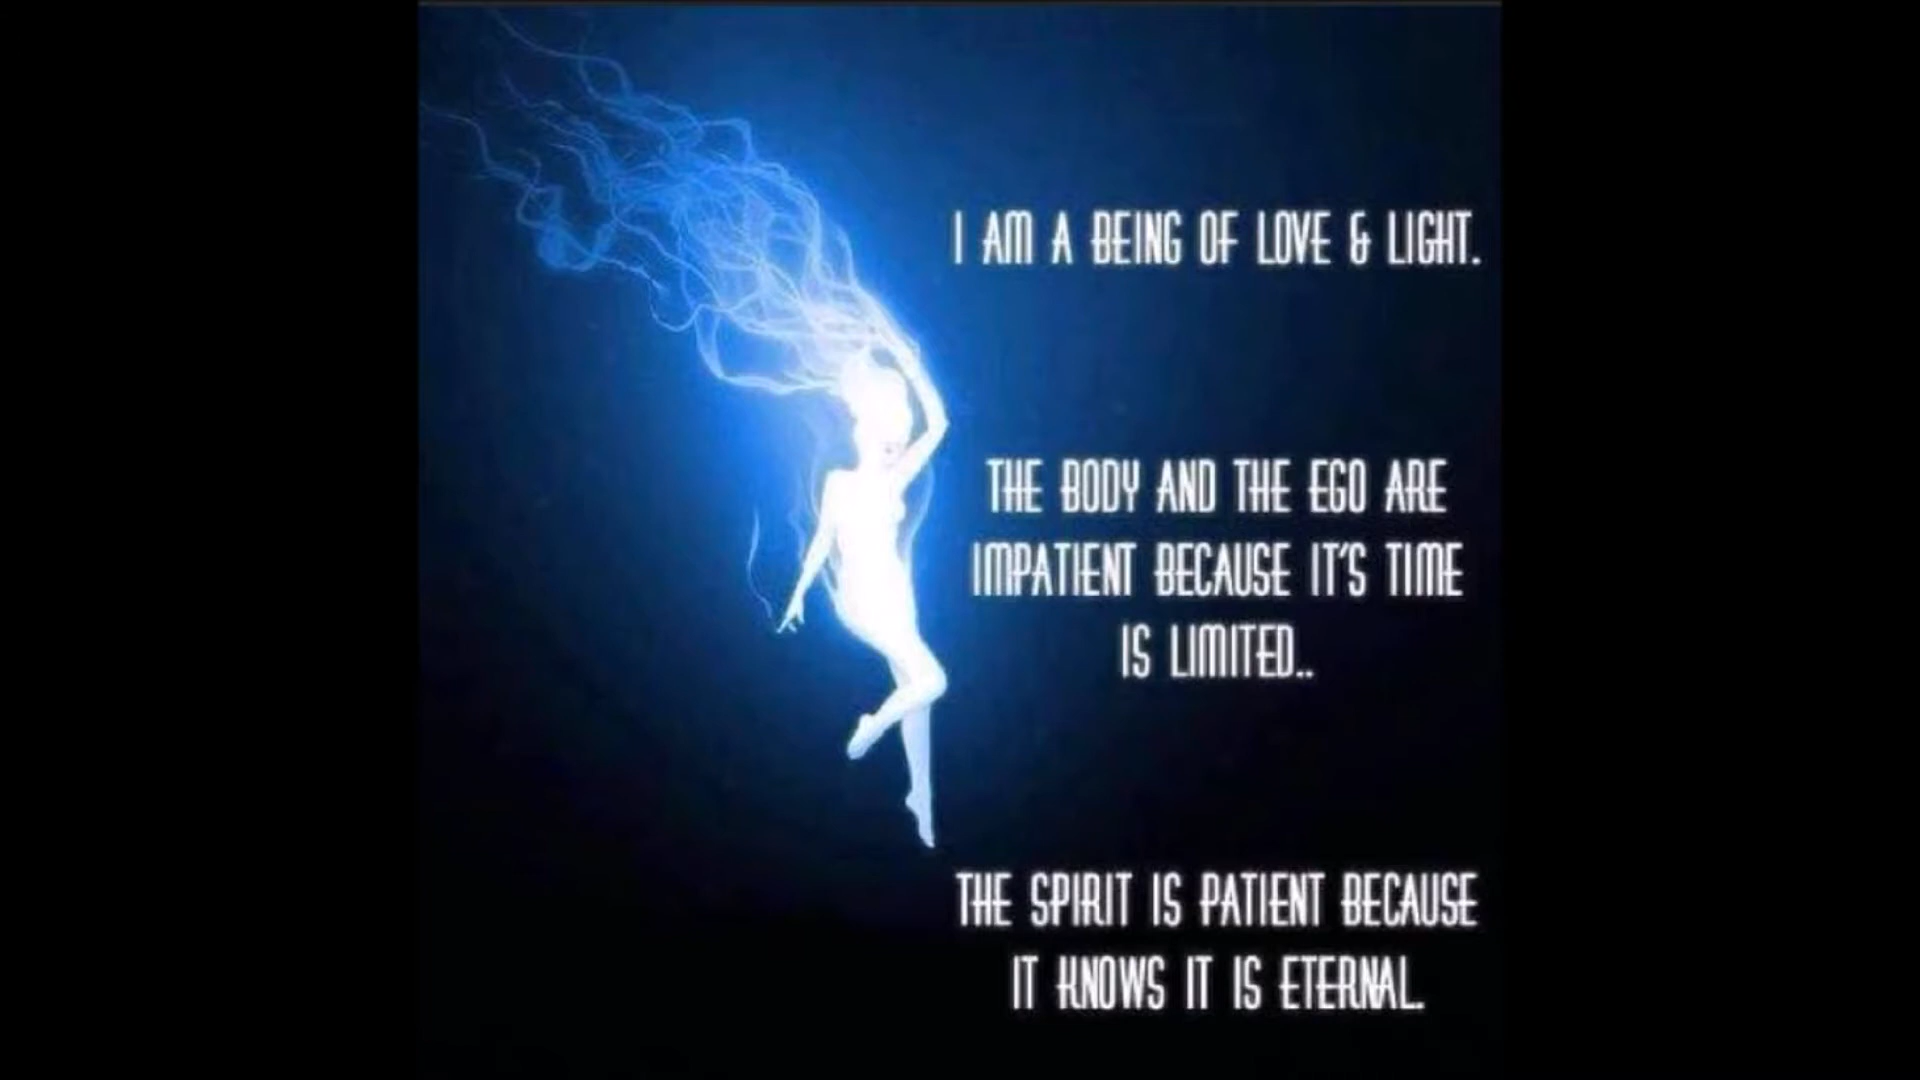 I AM A BEING OF LOVE & LIGHT.
THE BODY AND THE EGO ARE
IMPATIENT BECAUSE IT'S TIME
IS LIMITED..
THE SPIRIT IS PATIENT BECAUSE
IT KNOWS IT IS ETERNAL.